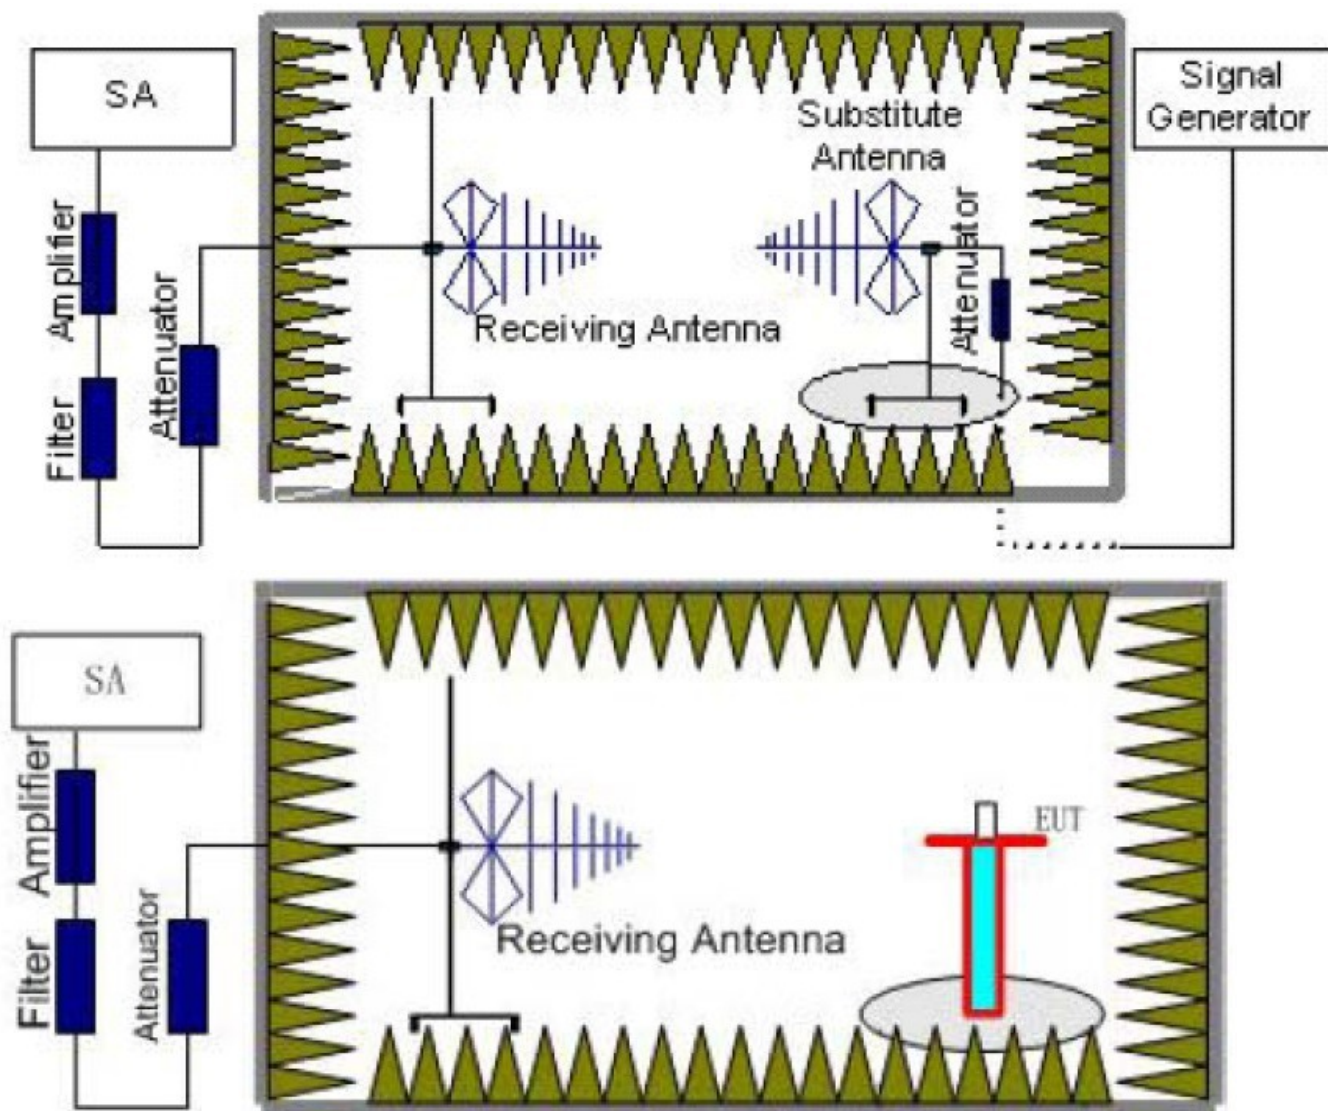 SA
Signal
Generator
Substitute
Antenna
Amplifier
Attenuator
Attenuator
Receiving Antenna
Filter
SA
Amplifier
EUT
Attenuator
Filter
Receiving Antenna